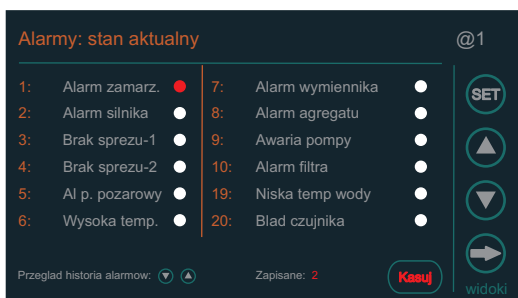 Alarmy: stan aktualny @1
1: Alarm zamarz. 7: Alarm wymiennika
SET
2: Alarm silnika 8: Alarm agregatu
3: Brak sprezu-1 9: Awaria pompy
4: Brak sprezu-2 10: Alarm filtra
5: Al p. pozarowy 19: Niska temp wody
6: Wysoka temp. 20: Blad czujnika
Przeglad historia alarmow: Zapisane: 2 Kasuj
widoki